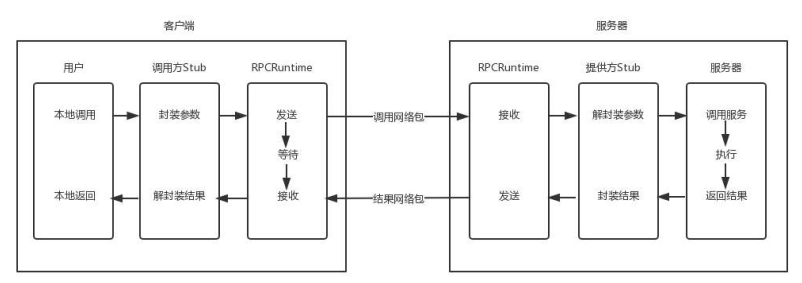 客户端
服务器
用户
调用方Stub
RPCRuntime
RPCRuntime
提供方Stub
服务器
本地调用
封装参数
发送
调用网络包
接收
解封装参数
调用服务
等待
执行
本地返回
解封装结果
接收
结果网络包
发送
封装结果
返回结果